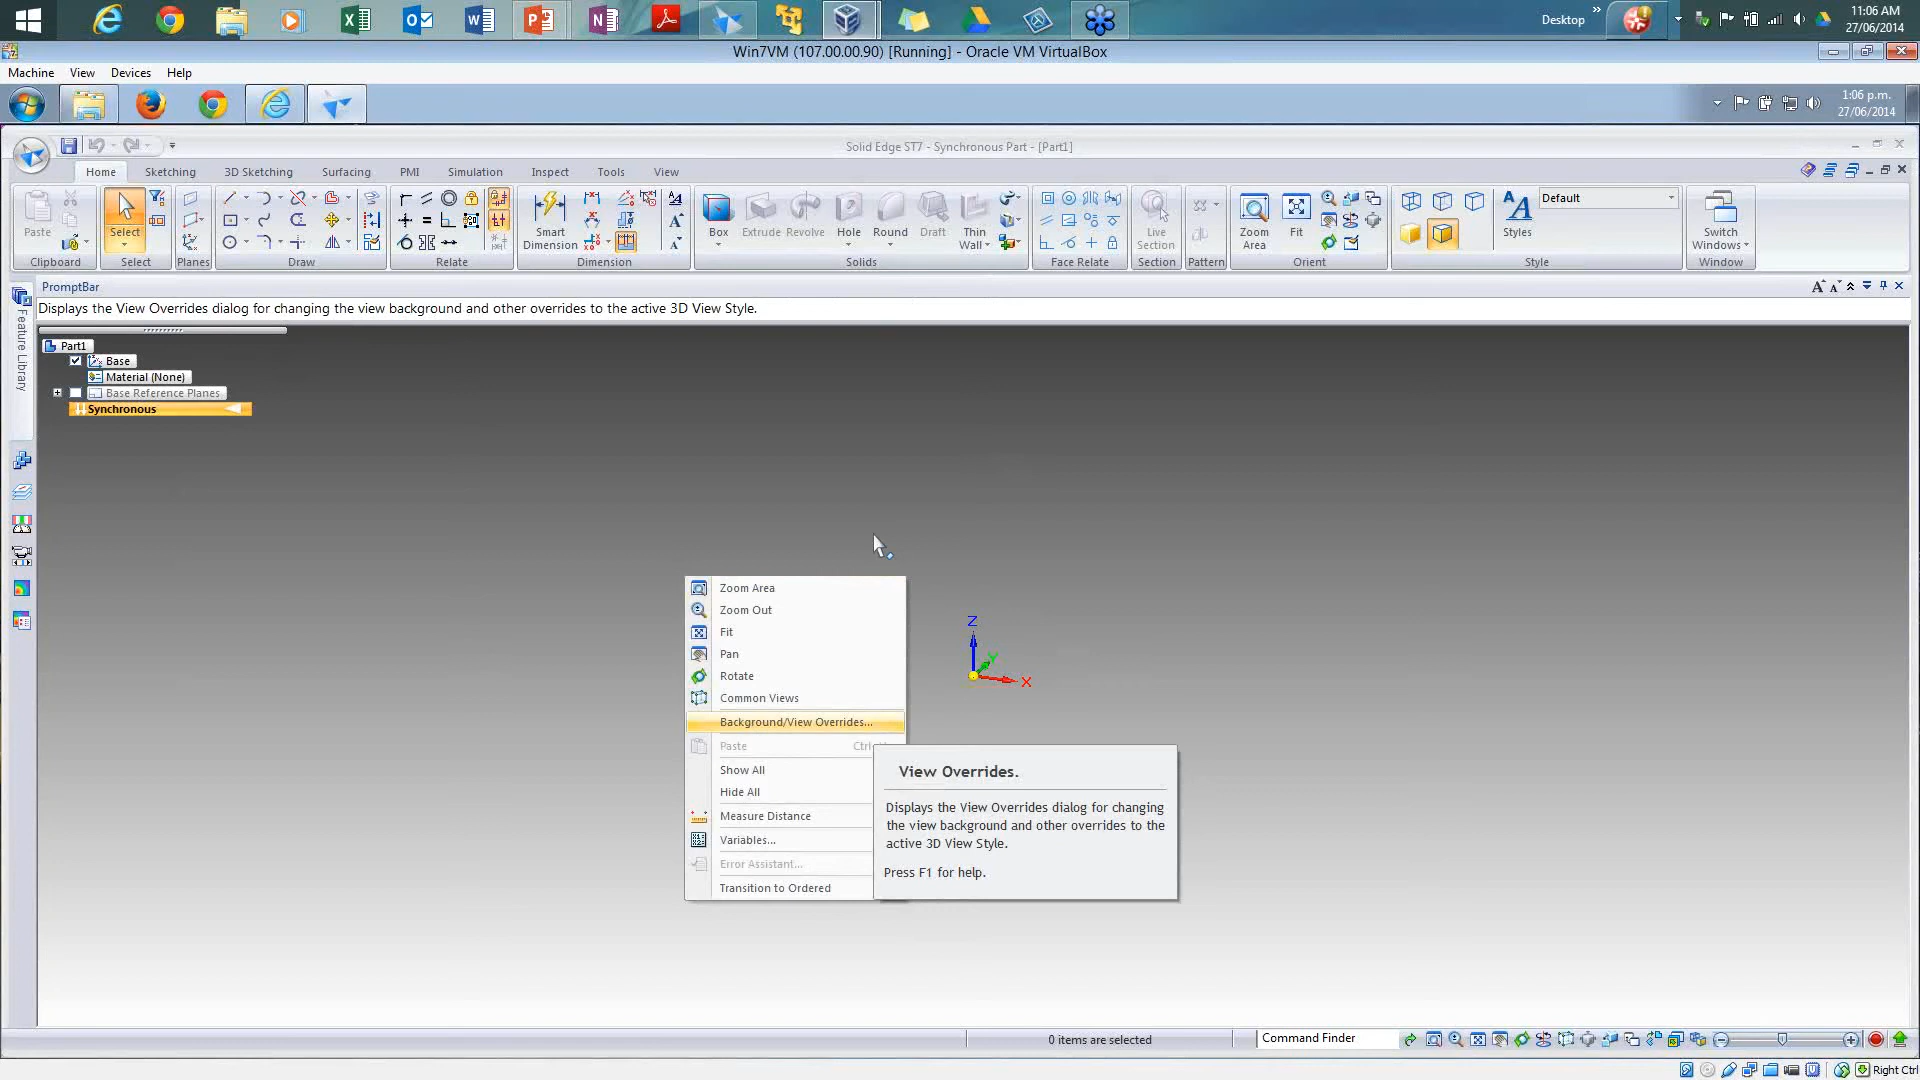 Desktop
11:06 AM
27/06/2014
Win7VM (107.00.00.90) [Running] - Oracle VM VirtualBox
Machine View Devices Help
1:06 p.m.
27/06/2014
Solid Edge ST7 - Synchronous Part - [Part1]
Home Sketching 3D Sketching Surfacing PMI Simulation Inspect Tools View
Paste
Select
Smart Dimension
Box Extrude Revolve Hole Round Draft Thin Wall
Live Section
Zoom Area
Fit
Styles
Default
Switch Windows
Clipboard Select Planes Draw Relate Dimension Solids Face Relate Section Pattern Orient Style Window
PromptBar
Displays the View Overrides dialog for changing the view background and other overrides to the active 3D View Style.
Feature Library
Part1
Base
Material (None)
Base Reference Planes
Synchronous
Zoom Area
Zoom Out
Fit
Pan
Rotate
Common Views
Background/View Overrides...
Paste
Show All
Hide All
Measure Distance
Variables...
Error Assistant...
Transition to Ordered
View Overrides.
Displays the View Overrides dialog for changing
the view background and other overrides to the
active 3D View Style.
Press F1 for help.
Z
Y
X
0 items are selected
Command Finder
Right Ctrl